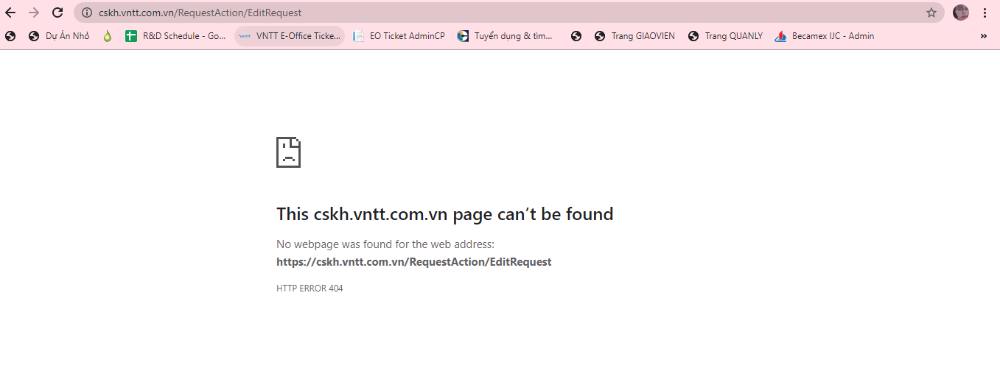 cskh.vntt.com.vn/RequestAction/EditRequest
Dự Án Nhỏ R&D Schedule - Go... VNTT E-Office Ticke... EO Ticket AdminCP Tuyển dụng & tìm... Trang GIAOVIEN Trang QUANLY Becamex IJC - Admin »
This cskh.vntt.com.vn page can't be found
No webpage was found for the web address:
https://cskh.vntt.com.vn/RequestAction/EditRequest
HTTP ERROR 404